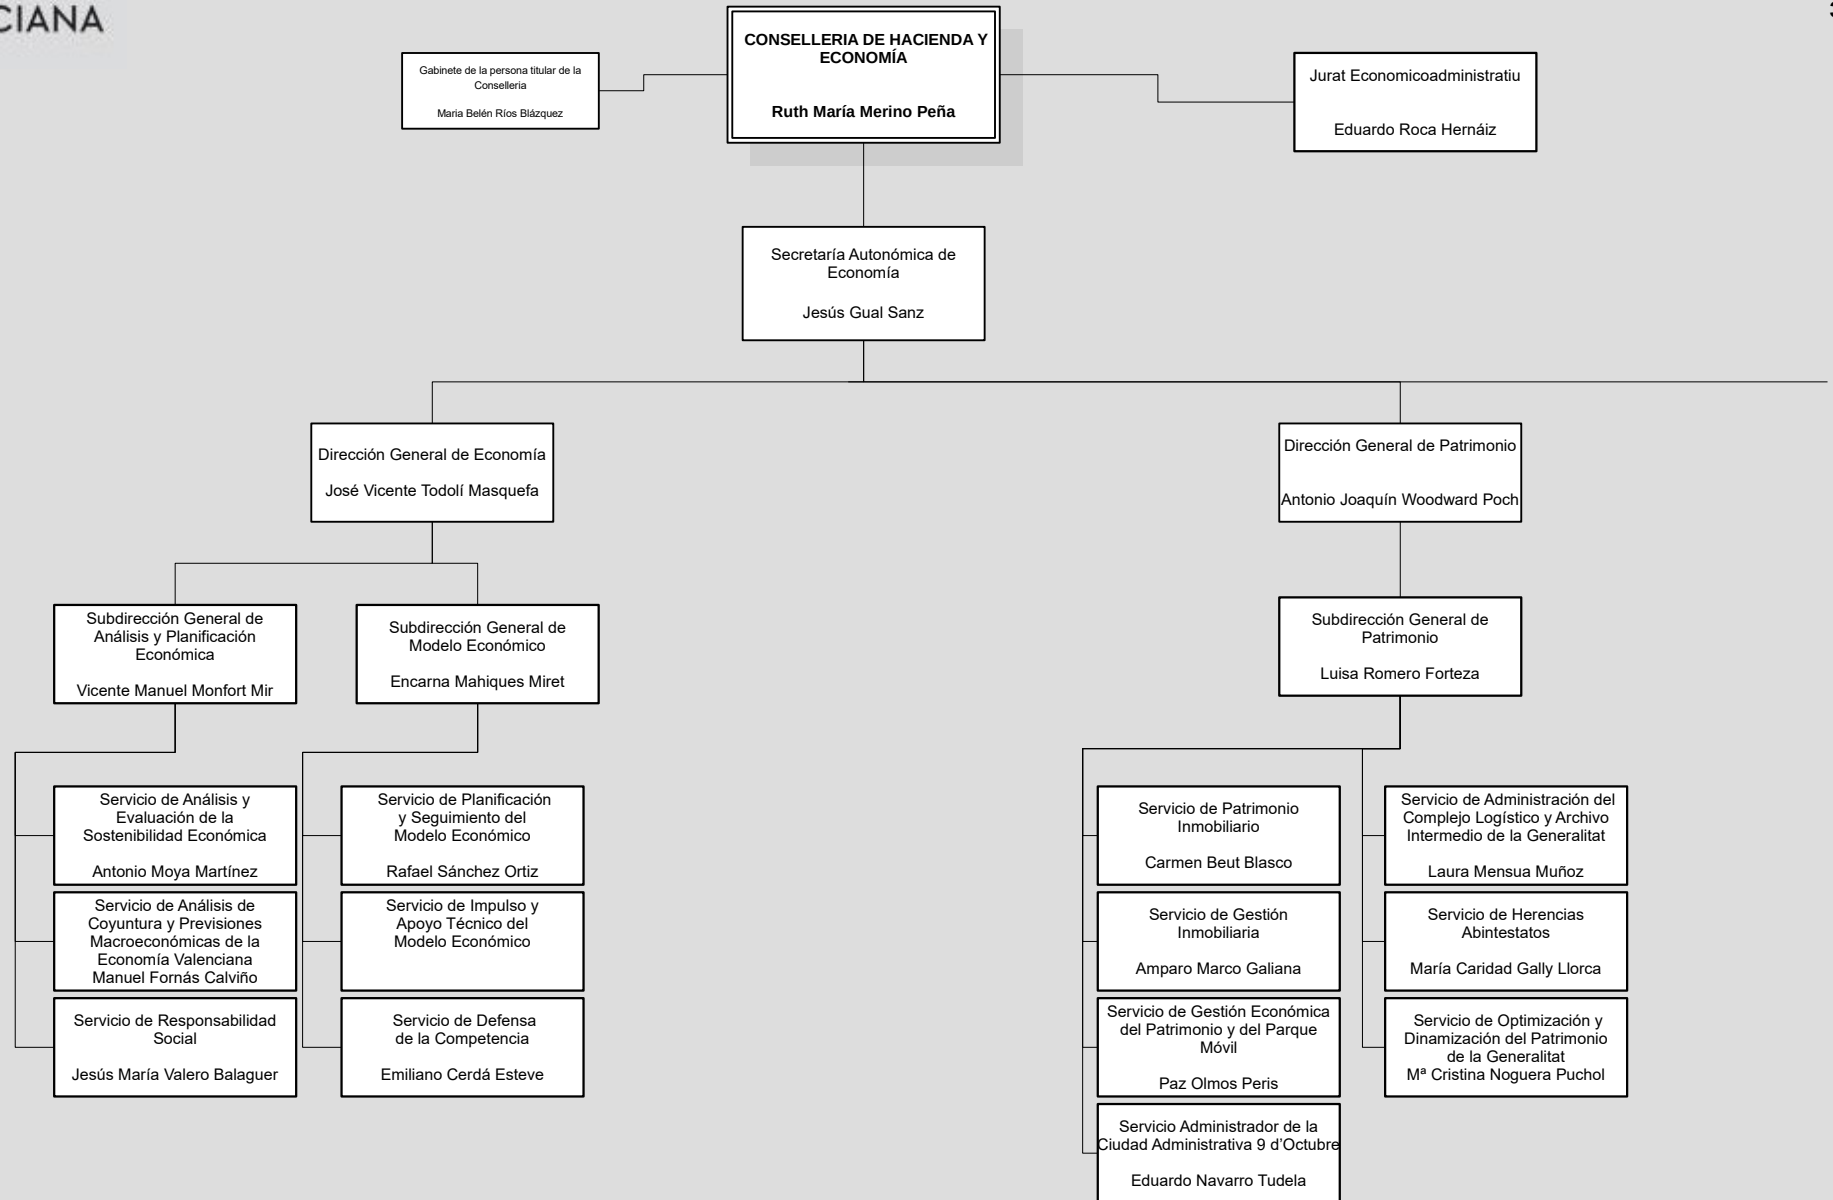 CIANA
CONSELLERIA DE HACIENDA Y
ECONOMÍA
Ruth María Merino Peña
Gabinete de la persona titular de la
Conselleria
Maria Belén Ríos Blázquez
Jurat Economicoadministratiu
Eduardo Roca Hernáiz
Secretaría Autonómica de
Economía
Jesús Gual Sanz
Dirección General de Economía
José Vicente Todolí Masquefa
Dirección General de Patrimonio
Antonio Joaquín Woodward Poch
Subdirección General de
Análisis y Planificación
Económica
Vicente Manuel Monfort Mir
Subdirección General de
Modelo Económico
Encarna Mahiques Miret
Subdirección General de
Patrimonio
Luisa Romero Forteza
Servicio de Análisis y
Evaluación de la
Sostenibilidad Económica
Antonio Moya Martínez
Servicio de Planificación
y Seguimiento del
Modelo Económico
Rafael Sánchez Ortiz
Servicio de Patrimonio
Inmobiliario
Carmen Beut Blasco
Servicio de Administración del
Complejo Logístico y Archivo
Intermedio de la Generalitat
Laura Mensua Muñoz
Servicio de Análisis de
Coyuntura y Previsiones
Macroeconómicas de la
Economía Valenciana
Manuel Fornás Calviño
Servicio de Impulso y
Apoyo Técnico del
Modelo Económico
Servicio de Gestión
Inmobiliaria
Amparo Marco Galiana
Servicio de Herencias
Abintestatos
María Caridad Gally Llorca
Servicio de Responsabilidad
Social
Jesús María Valero Balaguer
Servicio de Defensa
de la Competencia
Emiliano Cerdá Esteve
Servicio de Gestión Económica
del Patrimonio y del Parque
Móvil
Paz Olmos Peris
Servicio de Optimización y
Dinamización del Patrimonio
de la Generalitat
Mª Cristina Noguera Puchol
Servicio Administrador de la
Ciudad Administrativa 9 d'Octubre
Eduardo Navarro Tudela